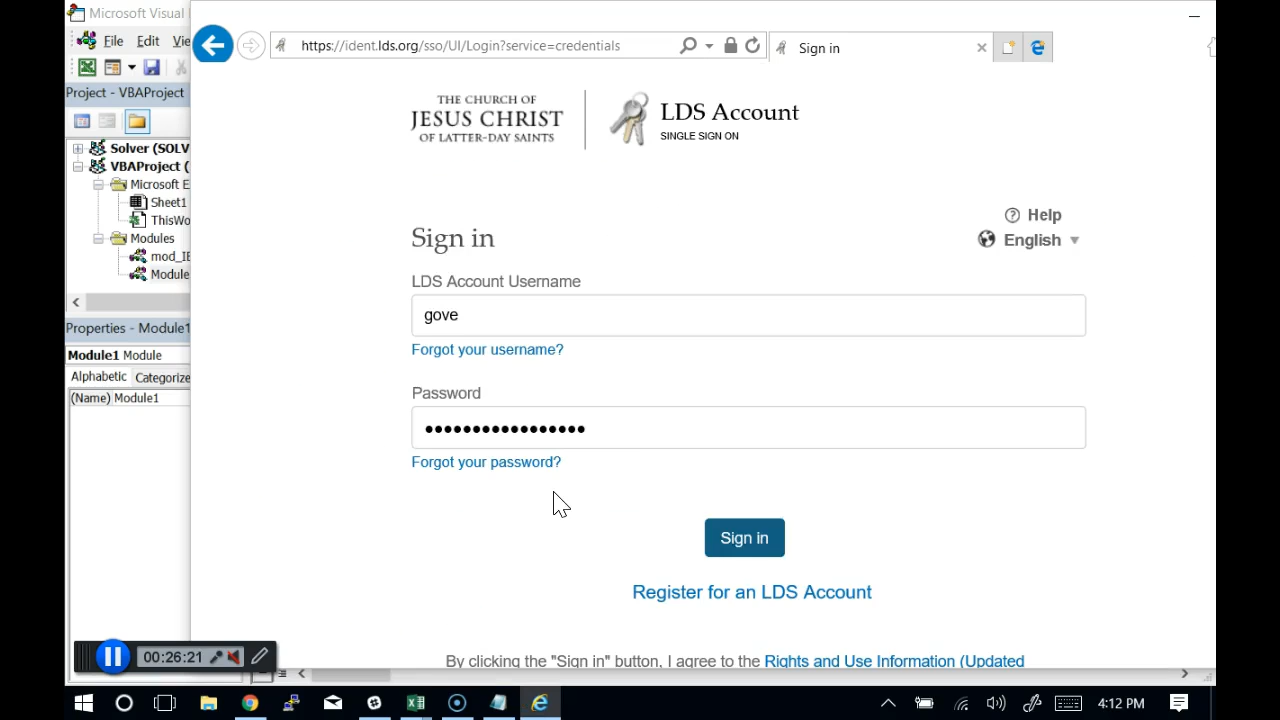 Microsoft Visual
File Edit Vie
Project - VBAProject
Solver (SOLV
VBAProject (
Microsoft E
Sheet1
ThisWo
Modules
mod_IE
Module
Properties - Module1
Module1 Module
Alphabetic Categorize
(Name) Module1
https://ident.lds.org/sso/UI/Login?service=credentials
Sign in
THE CHURCH OF
JESUS CHRIST
OF LATTER-DAY SAINTS
LDS Account
SINGLE SIGN ON
Help
English
Sign in
LDS Account Username
gove
Forgot your username?
Password
•••••••••••••••••
Forgot your password?
Sign in
Register for an LDS Account
By clicking the "Sign in" button, I agree to the Rights and Use Information (Updated
00:26:21
4:12 PM